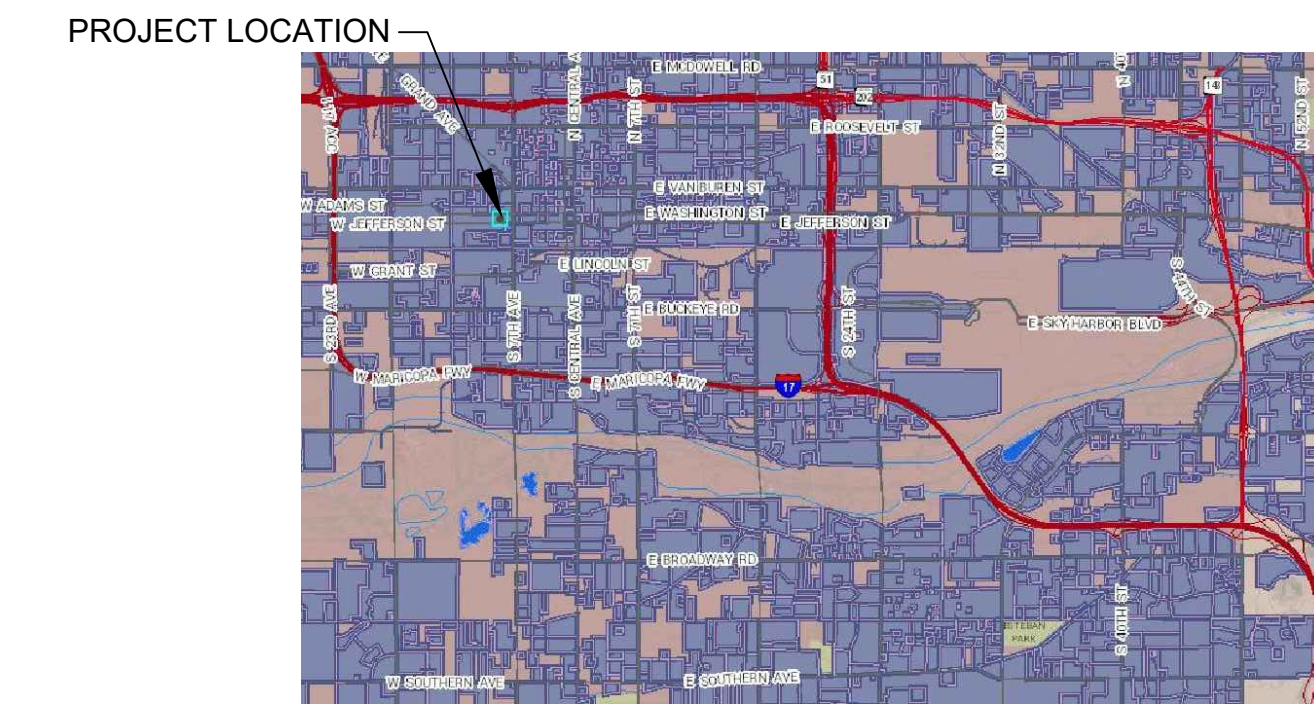 PROJECT LOCATION
E MCDOWELL RD
GRAND AVE
N CENTRAL A
N 7TH ST
51
202
N 40T
143
N 52ND ST
E ROOSEVELT ST
N 32ND ST
E VAN BUREN ST
W ADAMS ST
E WASHINGTON ST
W JEFFERSON ST
E JEFFERSON ST
W GRANT ST
E LINCOLN ST
S 23RD AVE
S 7TH AVE
S CENTRAL AVE
S 7TH ST
E BUCKEYE RD
S 24TH ST
E SKY HARBOR BLVD
S 44TH ST
W MARICOPA FWY
E MARICOPA FWY
17
E BROADWAY RD
S 40TH ST
ESTEBAN
PARK
W SOUTHERN AVE
E SOUTHERN AVE